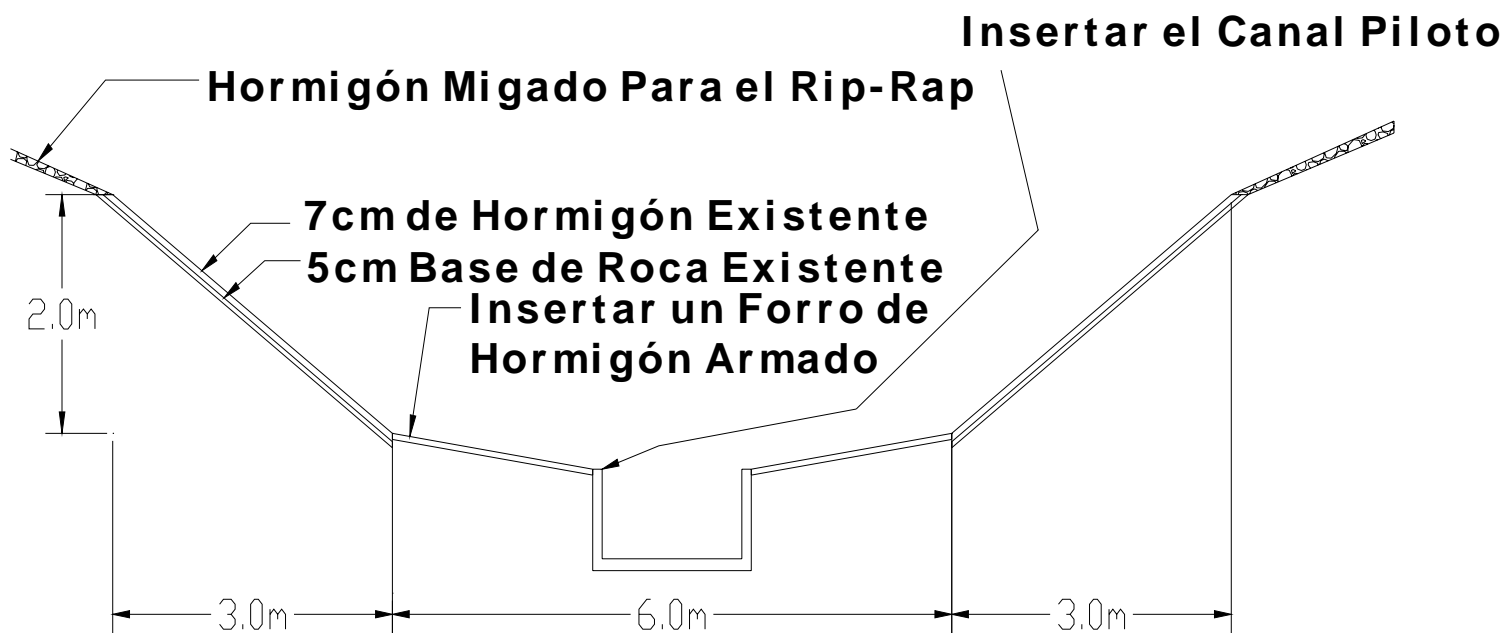 Insertar el Canal Piloto
Hormigón Migado Para el Rip-Rap
7cm de Hormigón Existente
5cm Base de Roca Existente
Insertar un Forro de
Hormigón Armado
2.0m
3.0m
6.0m
3.0m